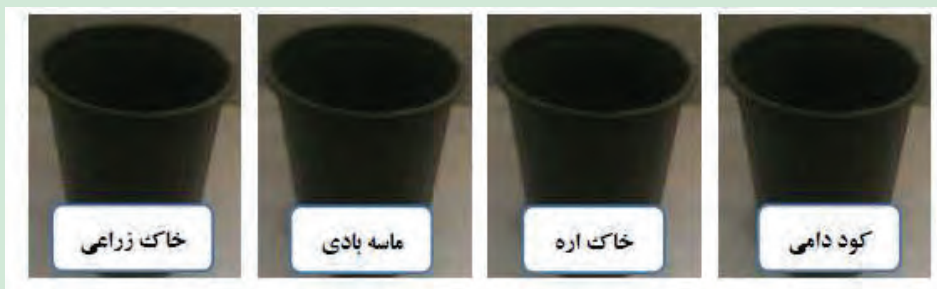 کود دامی
خاک اره
ماسه بادی
خاک زراعی